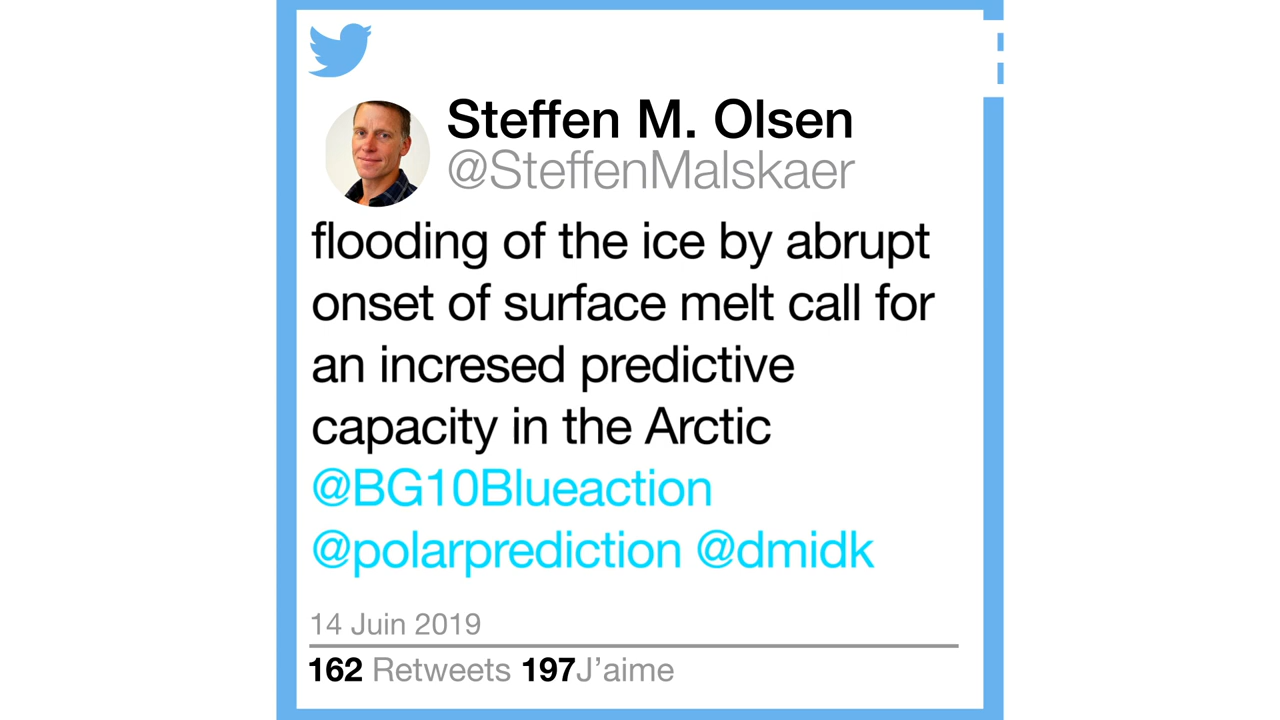 Steffen M. Olsen
@SteffenMalskaer
flooding of the ice by abrupt
onset of surface melt call for
an incresed predictive
capacity in the Arctic
@BG10Blueaction
@polarprediction @dmidk
14 Juin 2019
162 Retweets 197J’aime